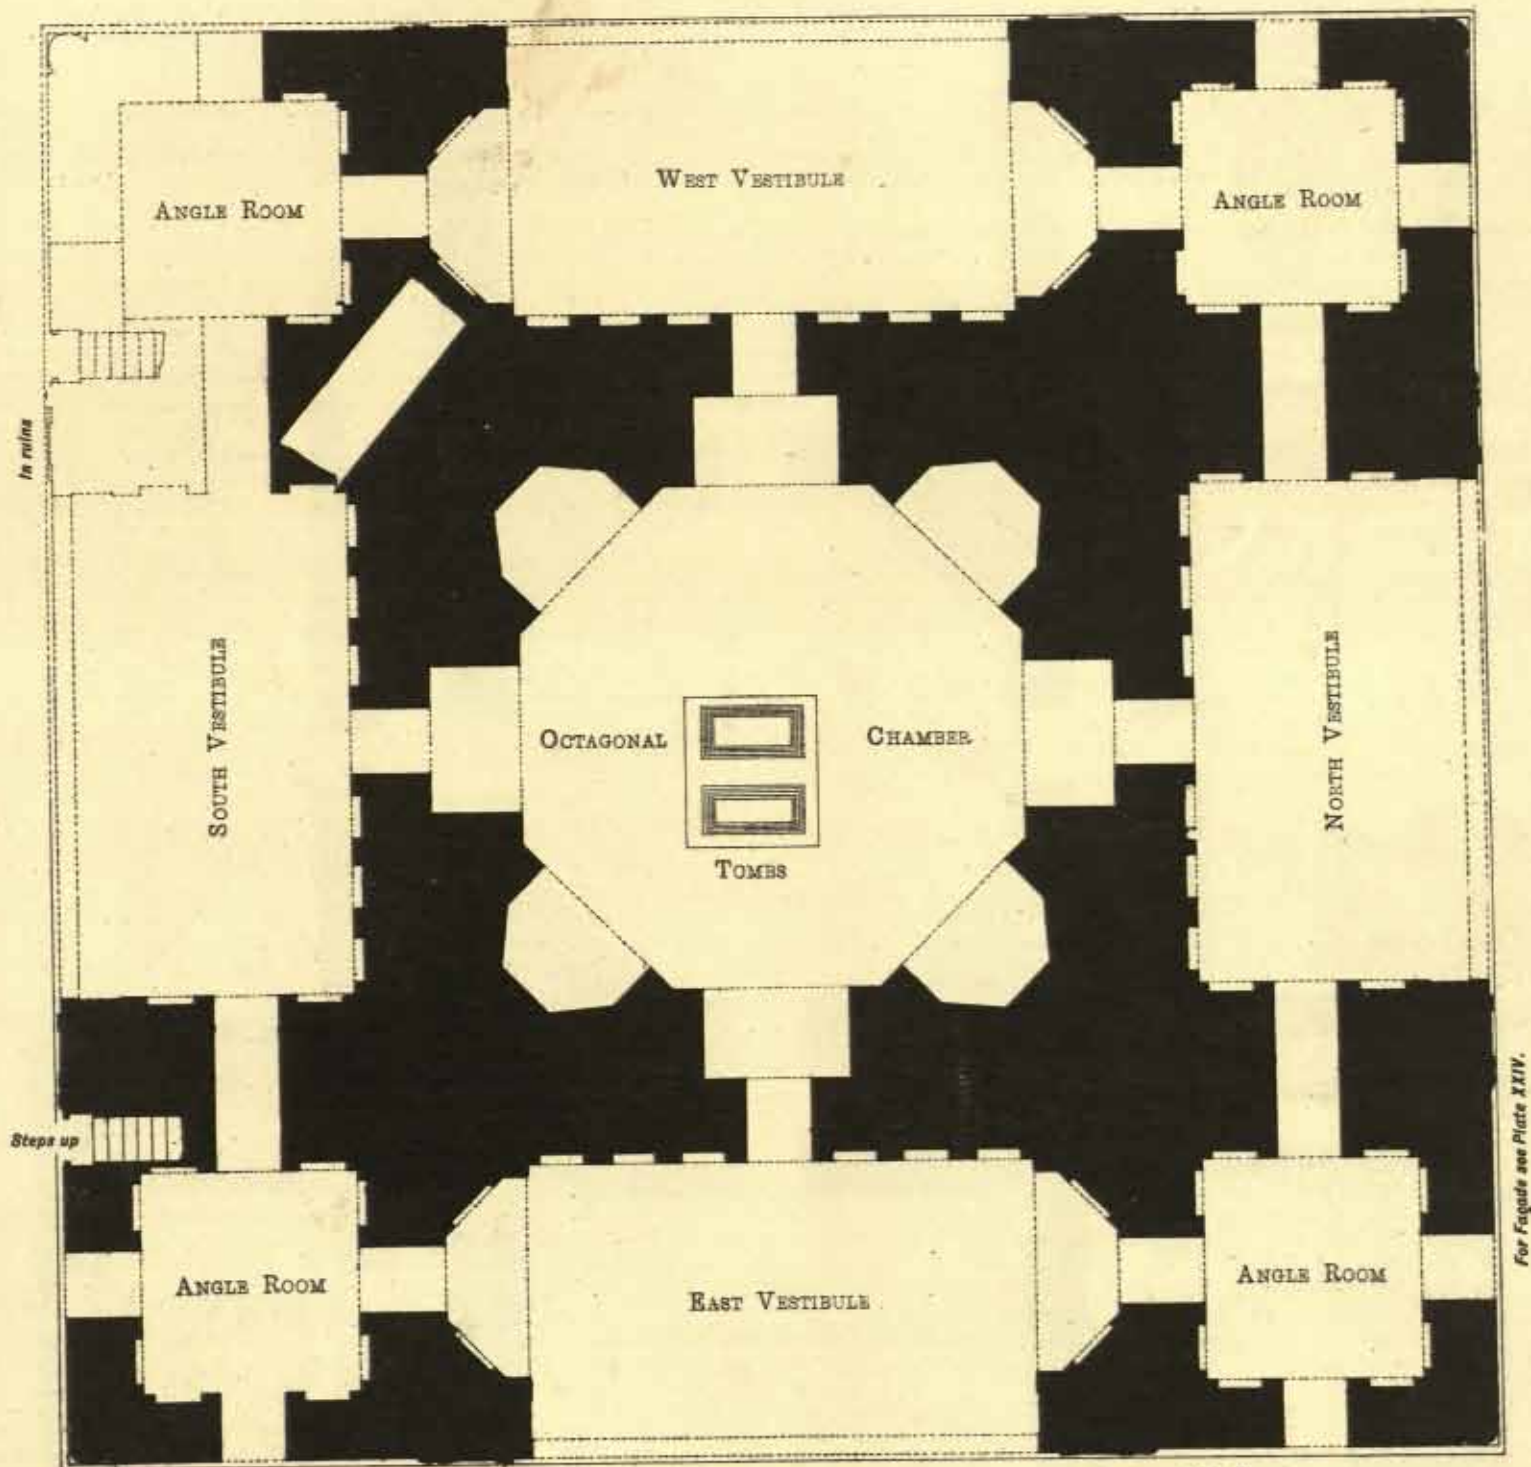 WEST VESTIBULE
ANGLE ROOM
ANGLE ROOM
In ruins
SOUTH VESTIBULE
OCTAGONAL CHAMBER
NORTH VESTIBULE
TOMBS
Steps up
ANGLE ROOM
EAST VESTIBULE
ANGLE ROOM
For Façade see Plate XXIV.